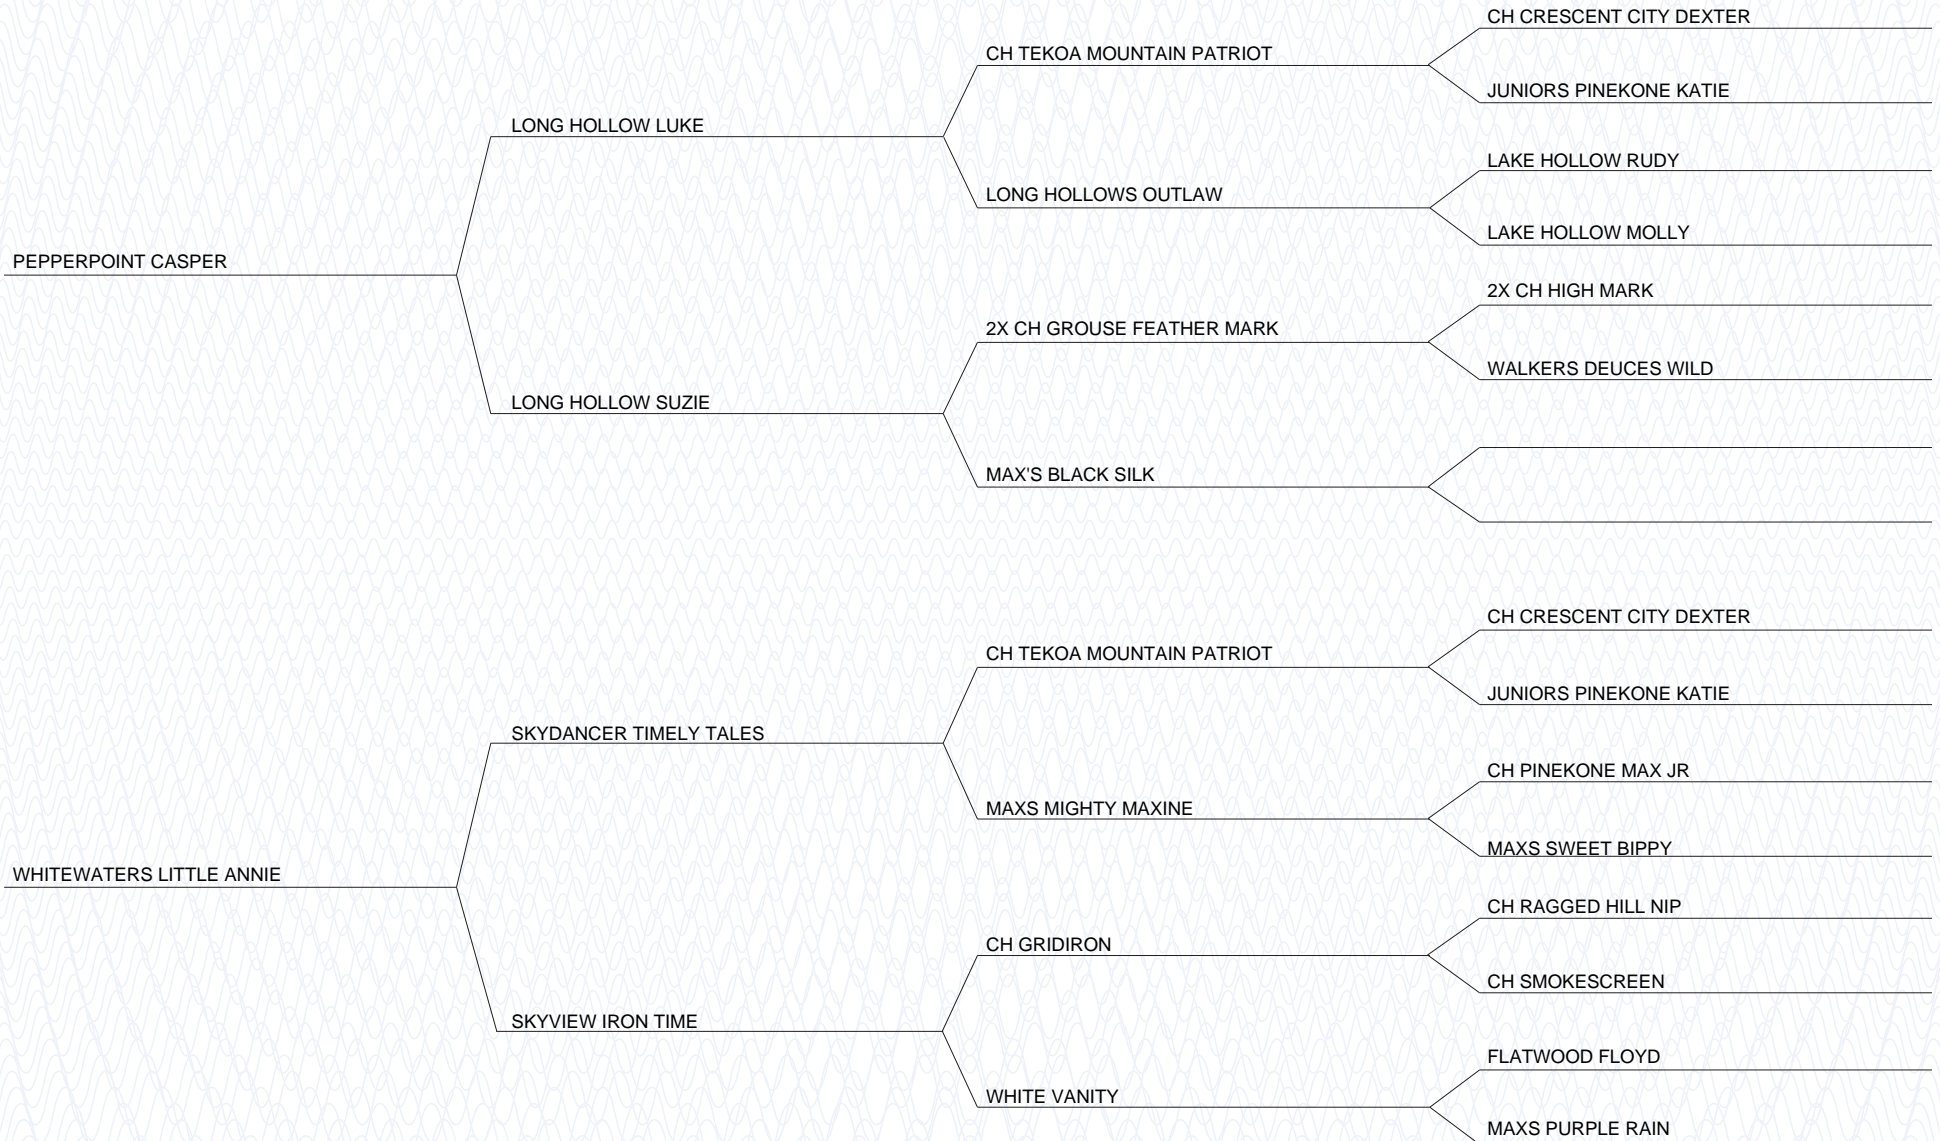 CH CRESCENT CITY DEXTER
CH TEKOA MOUNTAIN PATRIOT
JUNIORS PINEKONE KATIE
LONG HOLLOW LUKE
LAKE HOLLOW RUDY
LONG HOLLOWS OUTLAW
LAKE HOLLOW MOLLY
PEPPERPOINT CASPER
2X CH HIGH MARK
2X CH GROUSE FEATHER MARK
WALKERS DEUCES WILD
LONG HOLLOW SUZIE
MAX'S BLACK SILK
CH CRESCENT CITY DEXTER
CH TEKOA MOUNTAIN PATRIOT
JUNIORS PINEKONE KATIE
SKYDANCER TIMELY TALES
CH PINEKONE MAX JR
MAXS MIGHTY MAXINE
MAXS SWEET BIPPY
WHITEWATERS LITTLE ANNIE
CH RAGGED HILL NIP
CH GRIDIRON
CH SMOKESCREEN
SKYVIEW IRON TIME
FLATWOOD FLOYD
WHITE VANITY
MAXS PURPLE RAIN